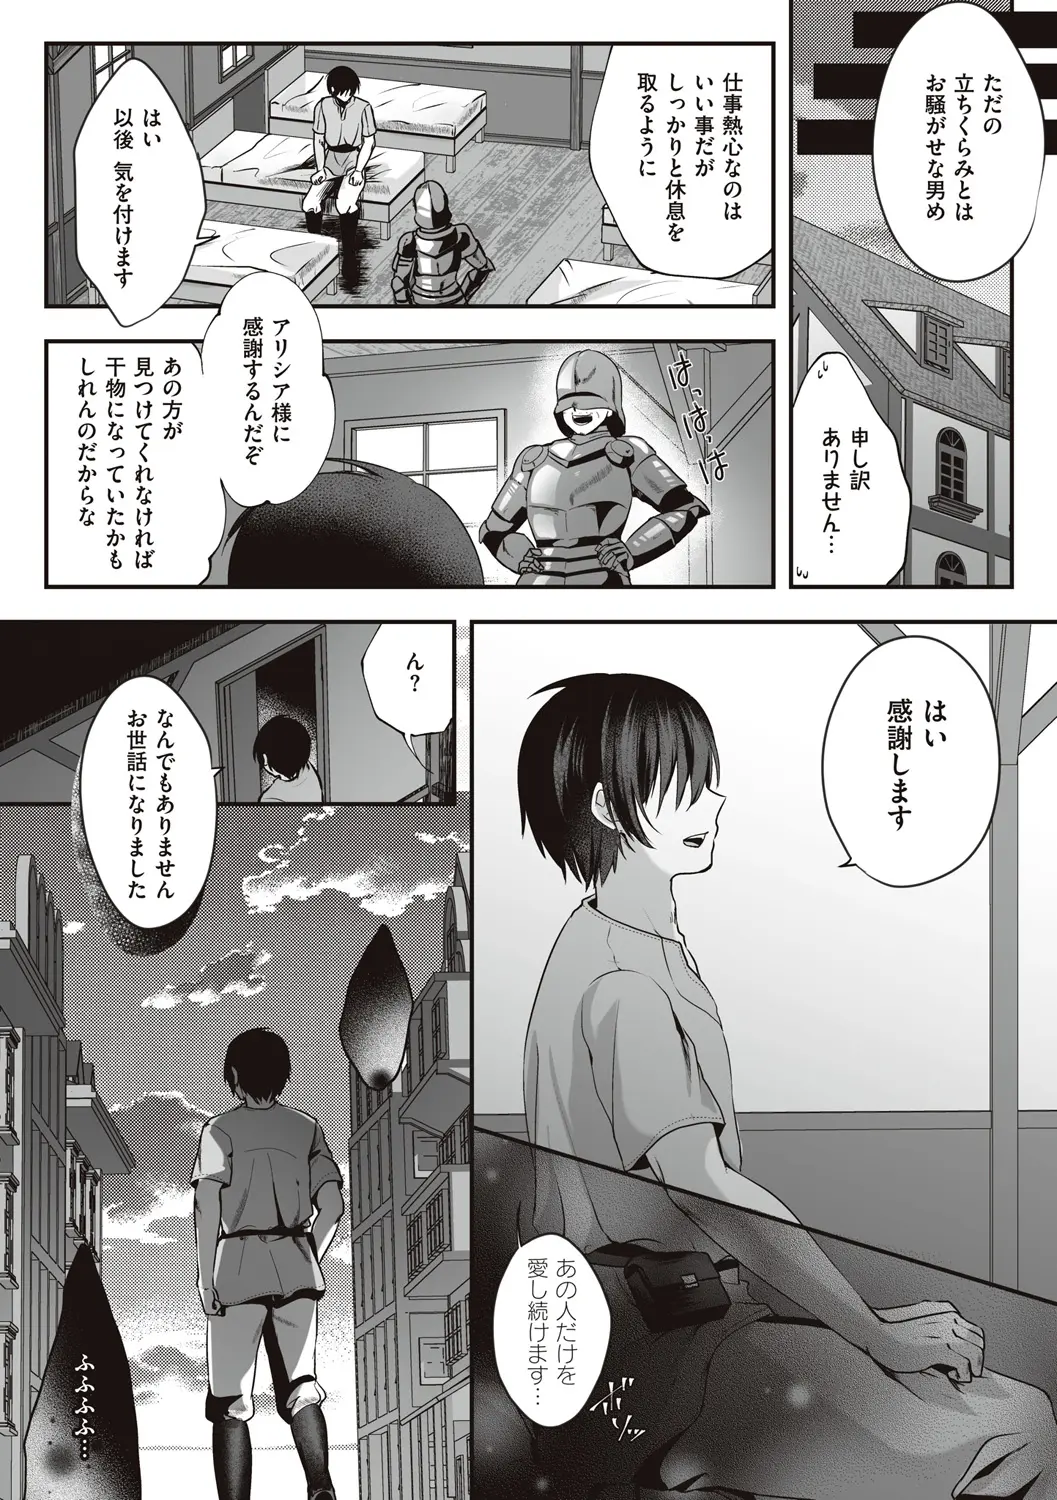 ただの
立ちくらみとは
お騒がせな男め
申し訳
ありません…
仕事熱心なのは
いい事だが
しっかりと休息を
取るように
はい
以後 気を付けます
はっはっは
アリシア様に
感謝するんだぞ
あの方が
見つけてくれなければ
干物になっていたかも
しれんのだからな
はい
感謝します
あの人だけを
愛し続けます…
ボソッ
ん?
なんでもありません
お世話になりました
ふふふふ…